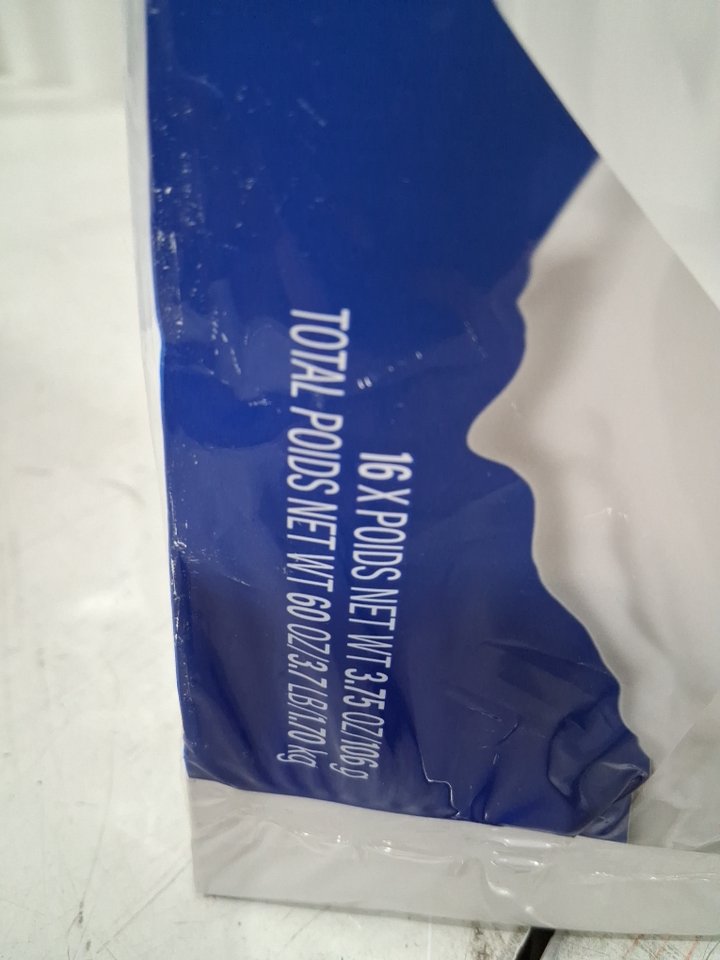 16 X POIDS NET WT 3.75 OZ/106 g
TOTAL POIDS NET WT 60 OZ/3.7 LB/1.70 kg